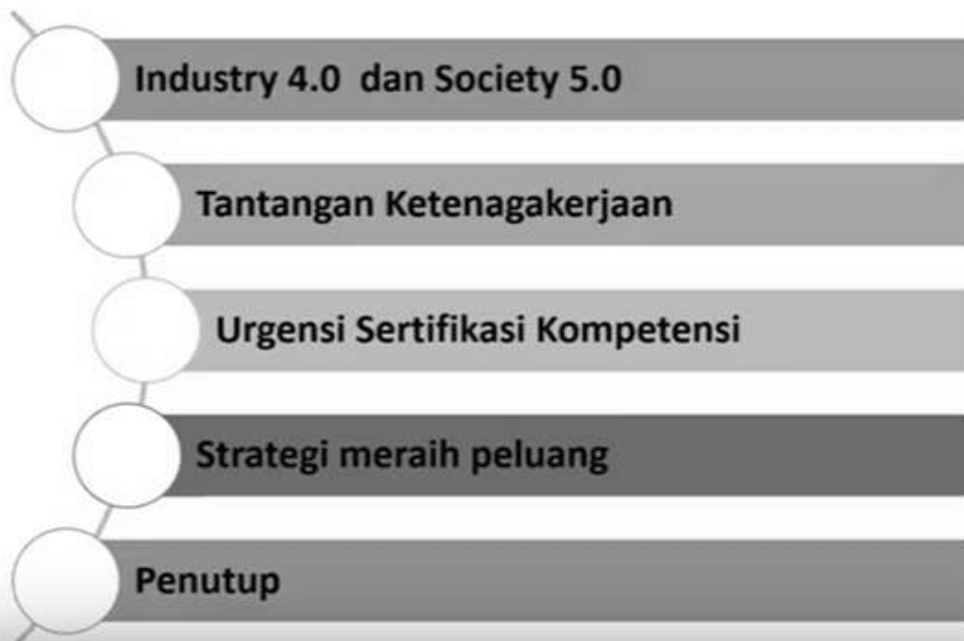 Industry 4.0 dan Society 5.0
Tantangan Ketenagakerjaan
Urgensi Sertifikasi Kompetensi
Strategi meraih peluang
Penutup